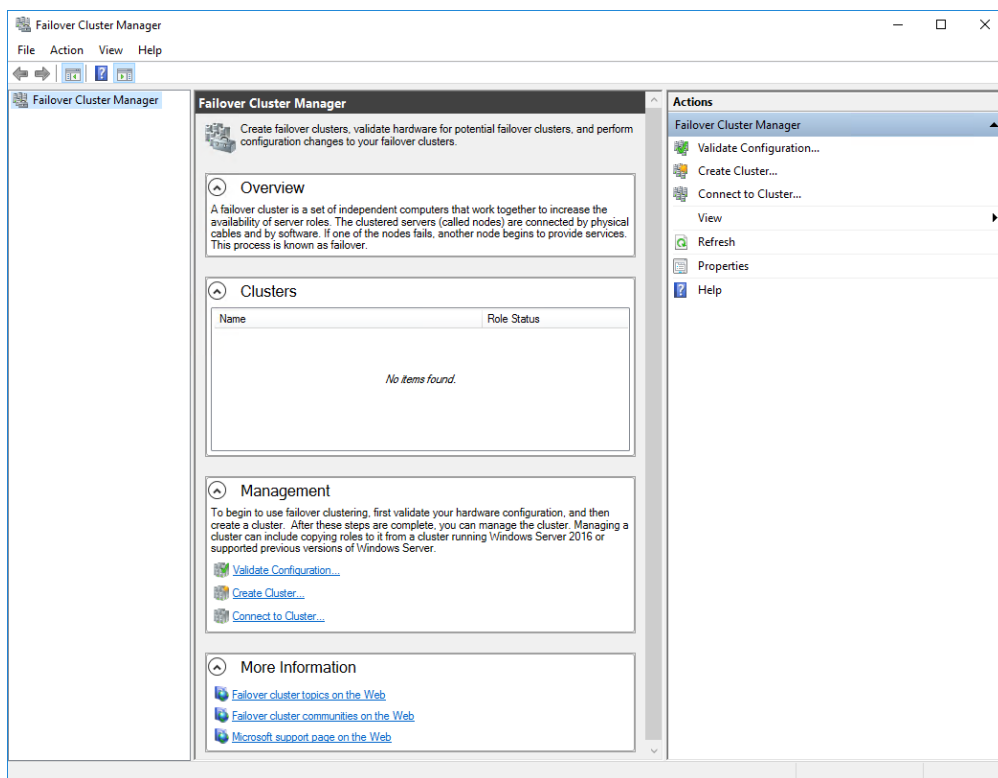 Failover Cluster Manager
File Action View Help
Failover Cluster Manager
Failover Cluster Manager
Create failover clusters, validate hardware for potential failover clusters, and perform
configuration changes to your failover clusters.
Overview
A failover cluster is a set of independent computers that work together to increase the
availability of server roles. The clustered servers (called nodes) are connected by physical
cables and by software. If one of the nodes fails, another node begins to provide services.
This process is known as failover.
Clusters
Name Role Status
No items found.
Management
To begin to use failover clustering, first validate your hardware configuration, and then
create a cluster. After these steps are complete, you can manage the cluster. Managing a
cluster can include copying roles to it from a cluster running Windows Server 2016 or
supported previous versions of Windows Server.
Validate Configuration...
Create Cluster...
Connect to Cluster...
More Information
Failover cluster topics on the Web
Failover cluster communities on the Web
Microsoft support page on the Web
Actions
Failover Cluster Manager
Validate Configuration...
Create Cluster...
Connect to Cluster...
View
Refresh
Properties
Help